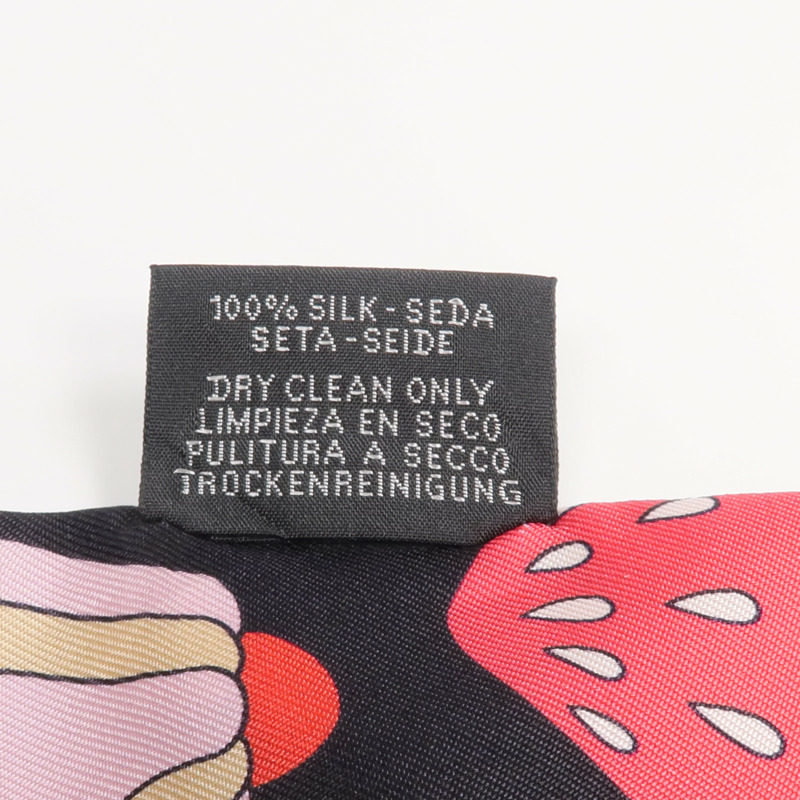 100% SILK - SEDA
SETA - SEIDE
DRY CLEAN ONLY
LIMPIEZA EN SECO
PULITURA A SECCO
TROCKENREINIGUNG